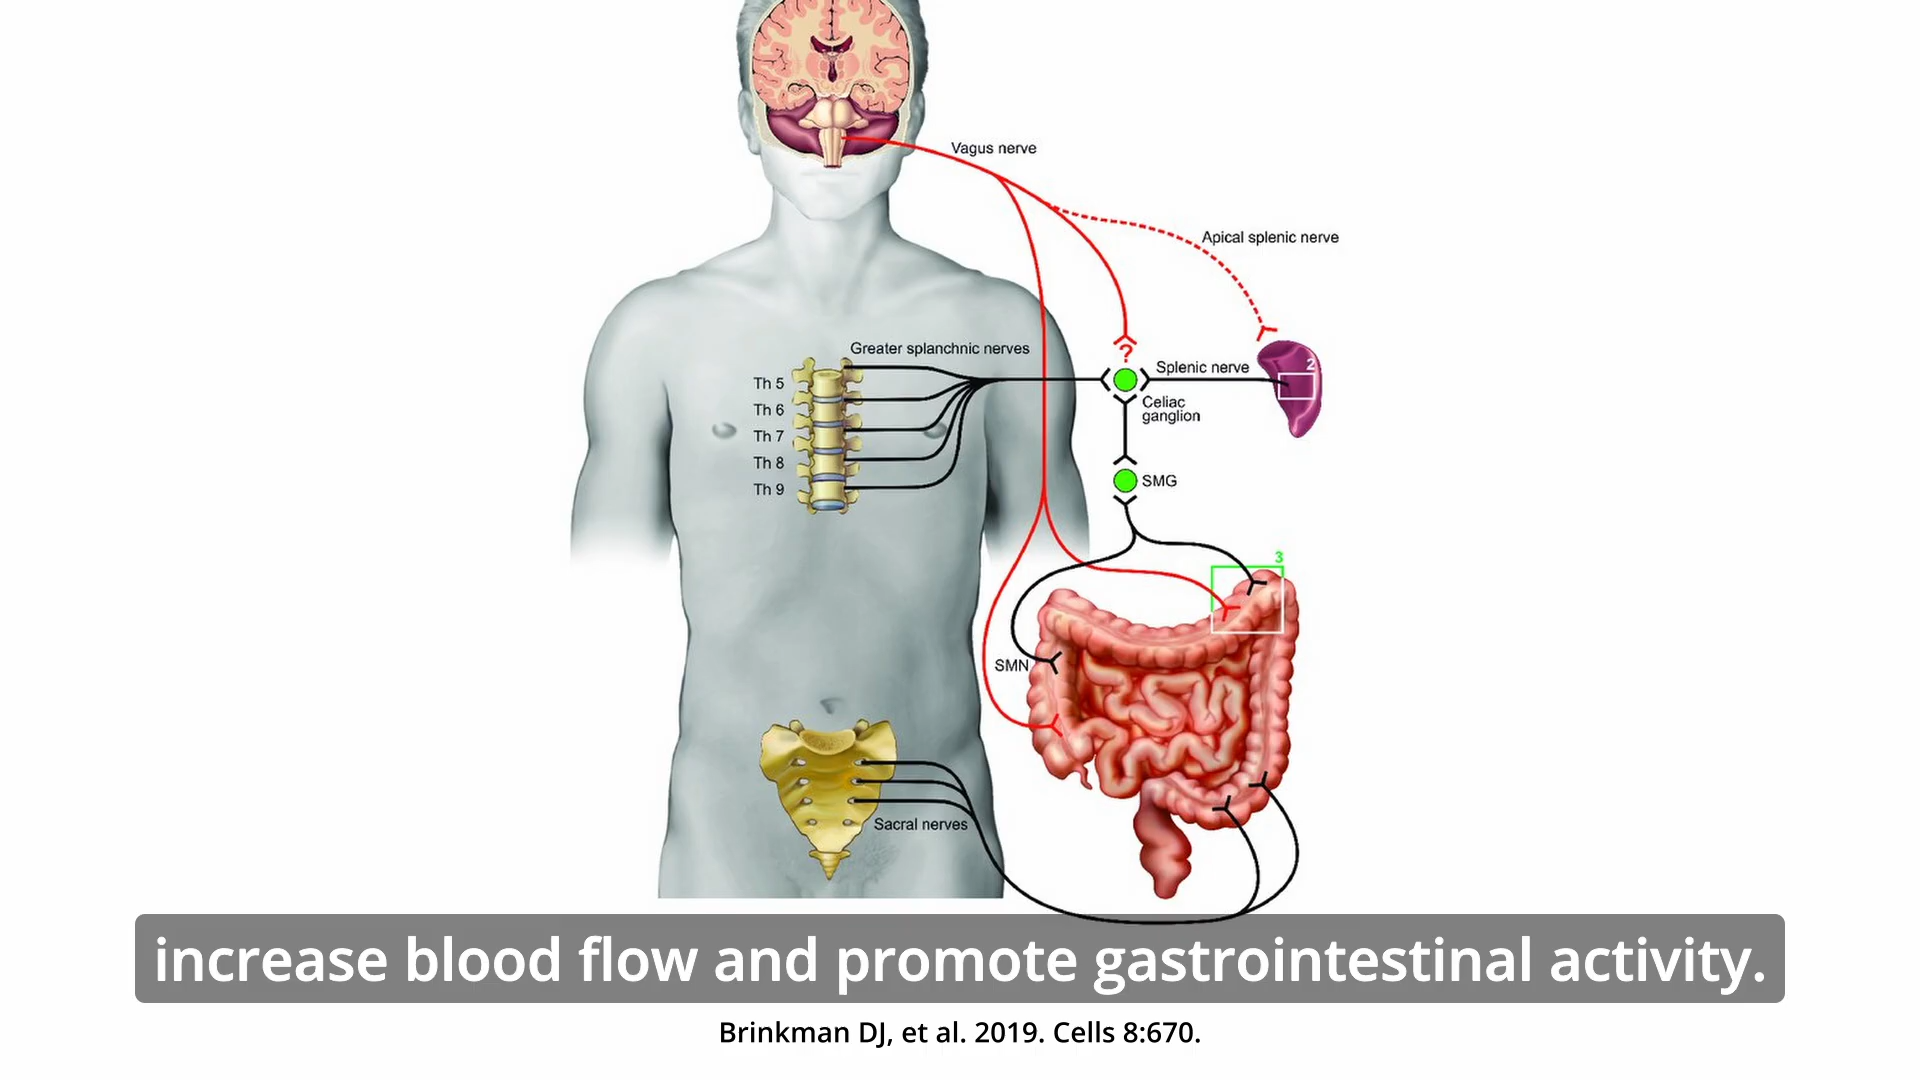 Vagus nerve
Apical splenic nerve
Greater splanchnic nerves
?
Splenic nerve
2
Th 5
Celiac
ganglion
Th 6
Th 7
Th 8
SMG
Th 9
3
SMN
Sacral nerves
increase blood flow and promote gastrointestinal activity.
Brinkman DJ, et al. 2019. Cells 8:670.